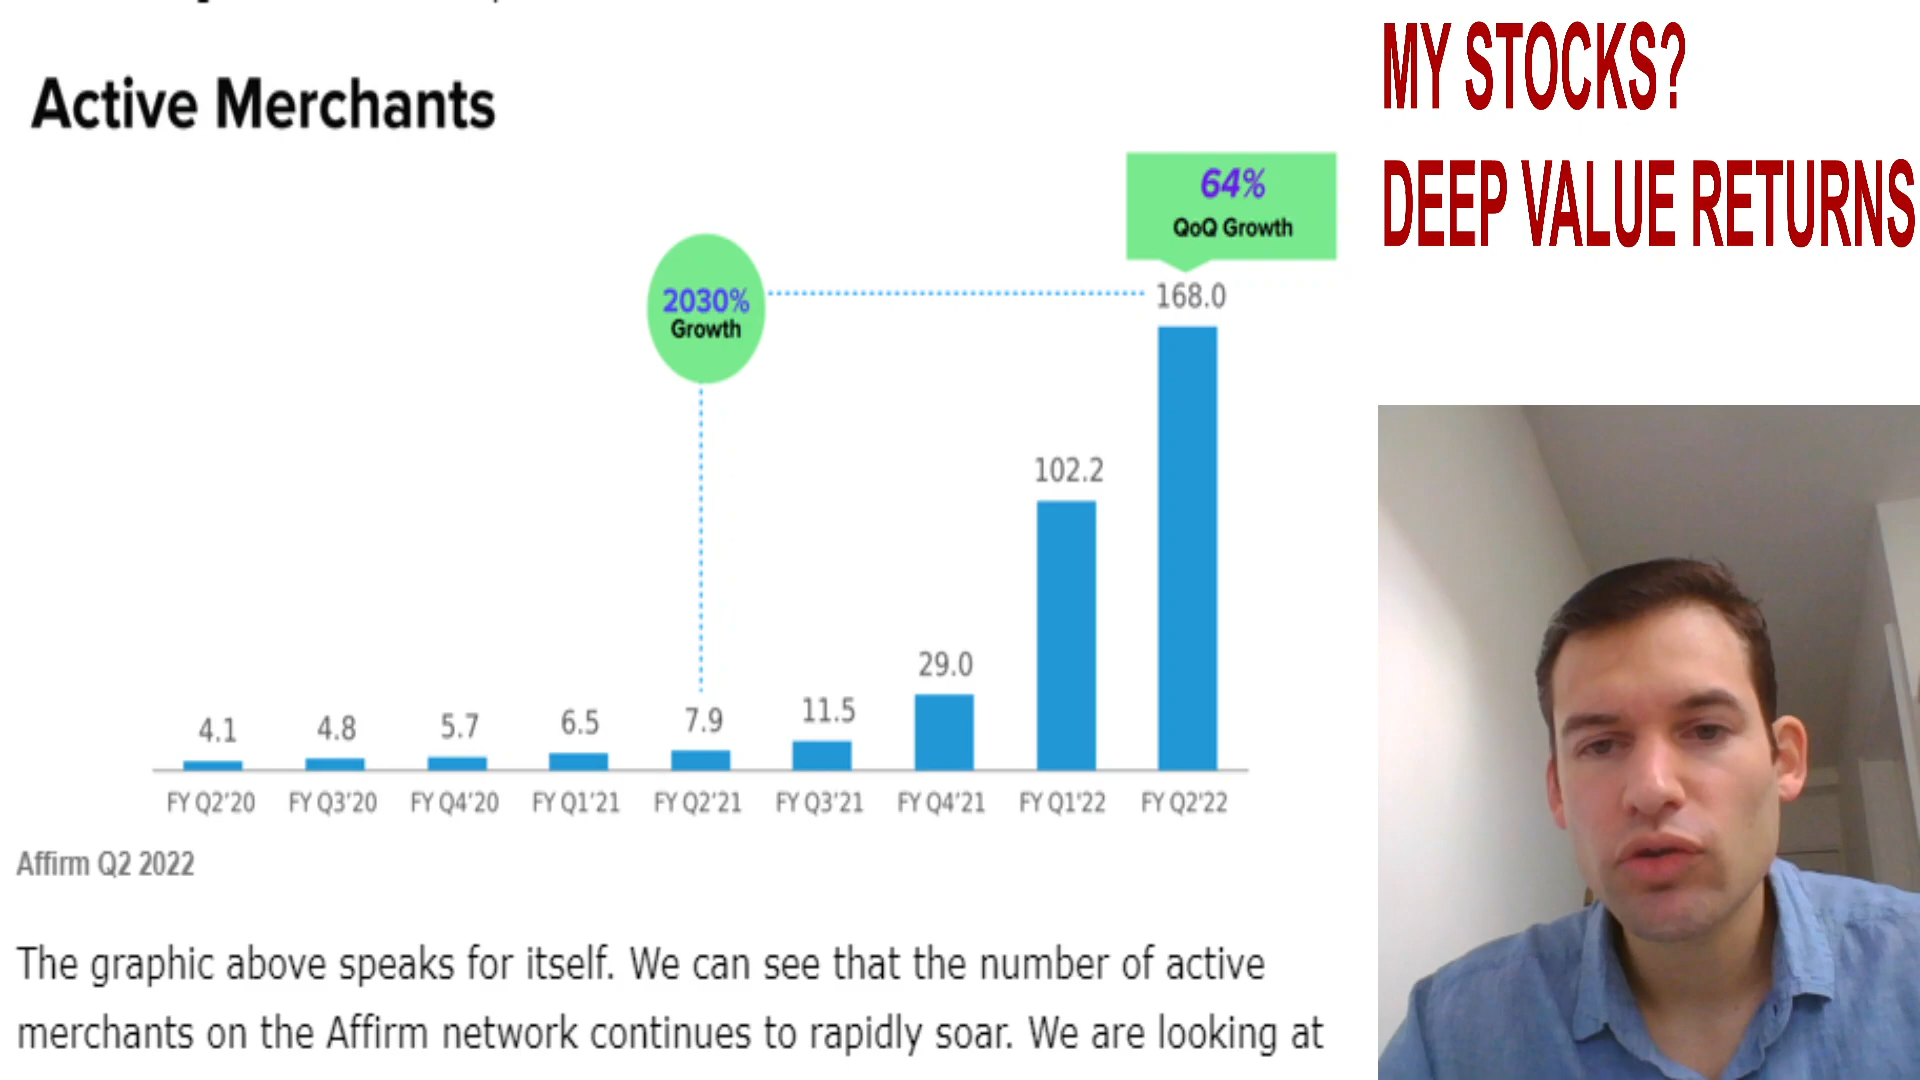 Active Merchants
MY STOCKS?
DEEP VALUE RETURNS
64%
QoQ Growth
2030%
Growth
168.0
102.2
29.0
11.5
7.9
6.5
5.7
4.8
4.1
FY Q2'20 FY Q3'20 FY Q4'20 FY Q1'21 FY Q2'21 FY Q3'21 FY Q4'21 FY Q1'22 FY Q2'22
Affirm Q2 2022
The graphic above speaks for itself. We can see that the number of active
merchants on the Affirm network continues to rapidly soar. We are looking at